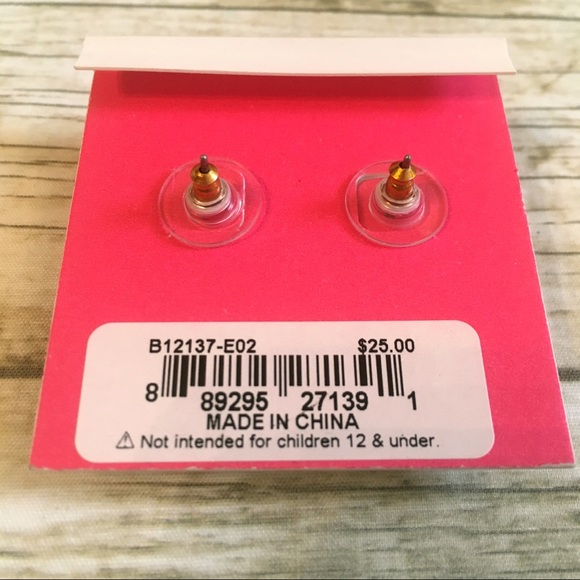 B12137-E02 $25.00
8 89295 27139 1
MADE IN CHINA
⚠ Not intended for children 12 & under.